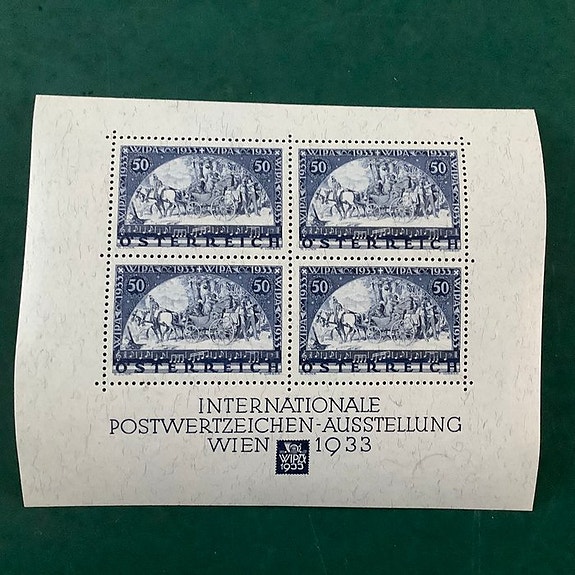 WIPA 1933 WIPA 1933
50 50
ÖSTERREICH
WIPA 1933 WIPA 1933
50 50
ÖSTERREICH
WIPA 1933 WIPA 1933
50 50
ÖSTERREICH
WIPA 1933 WIPA 1933
50 50
ÖSTERREICH
INTERNATIONALE
POSTWERTZEICHEN-AUSSTELLUNG
WIEN 1933
WIPA
1933